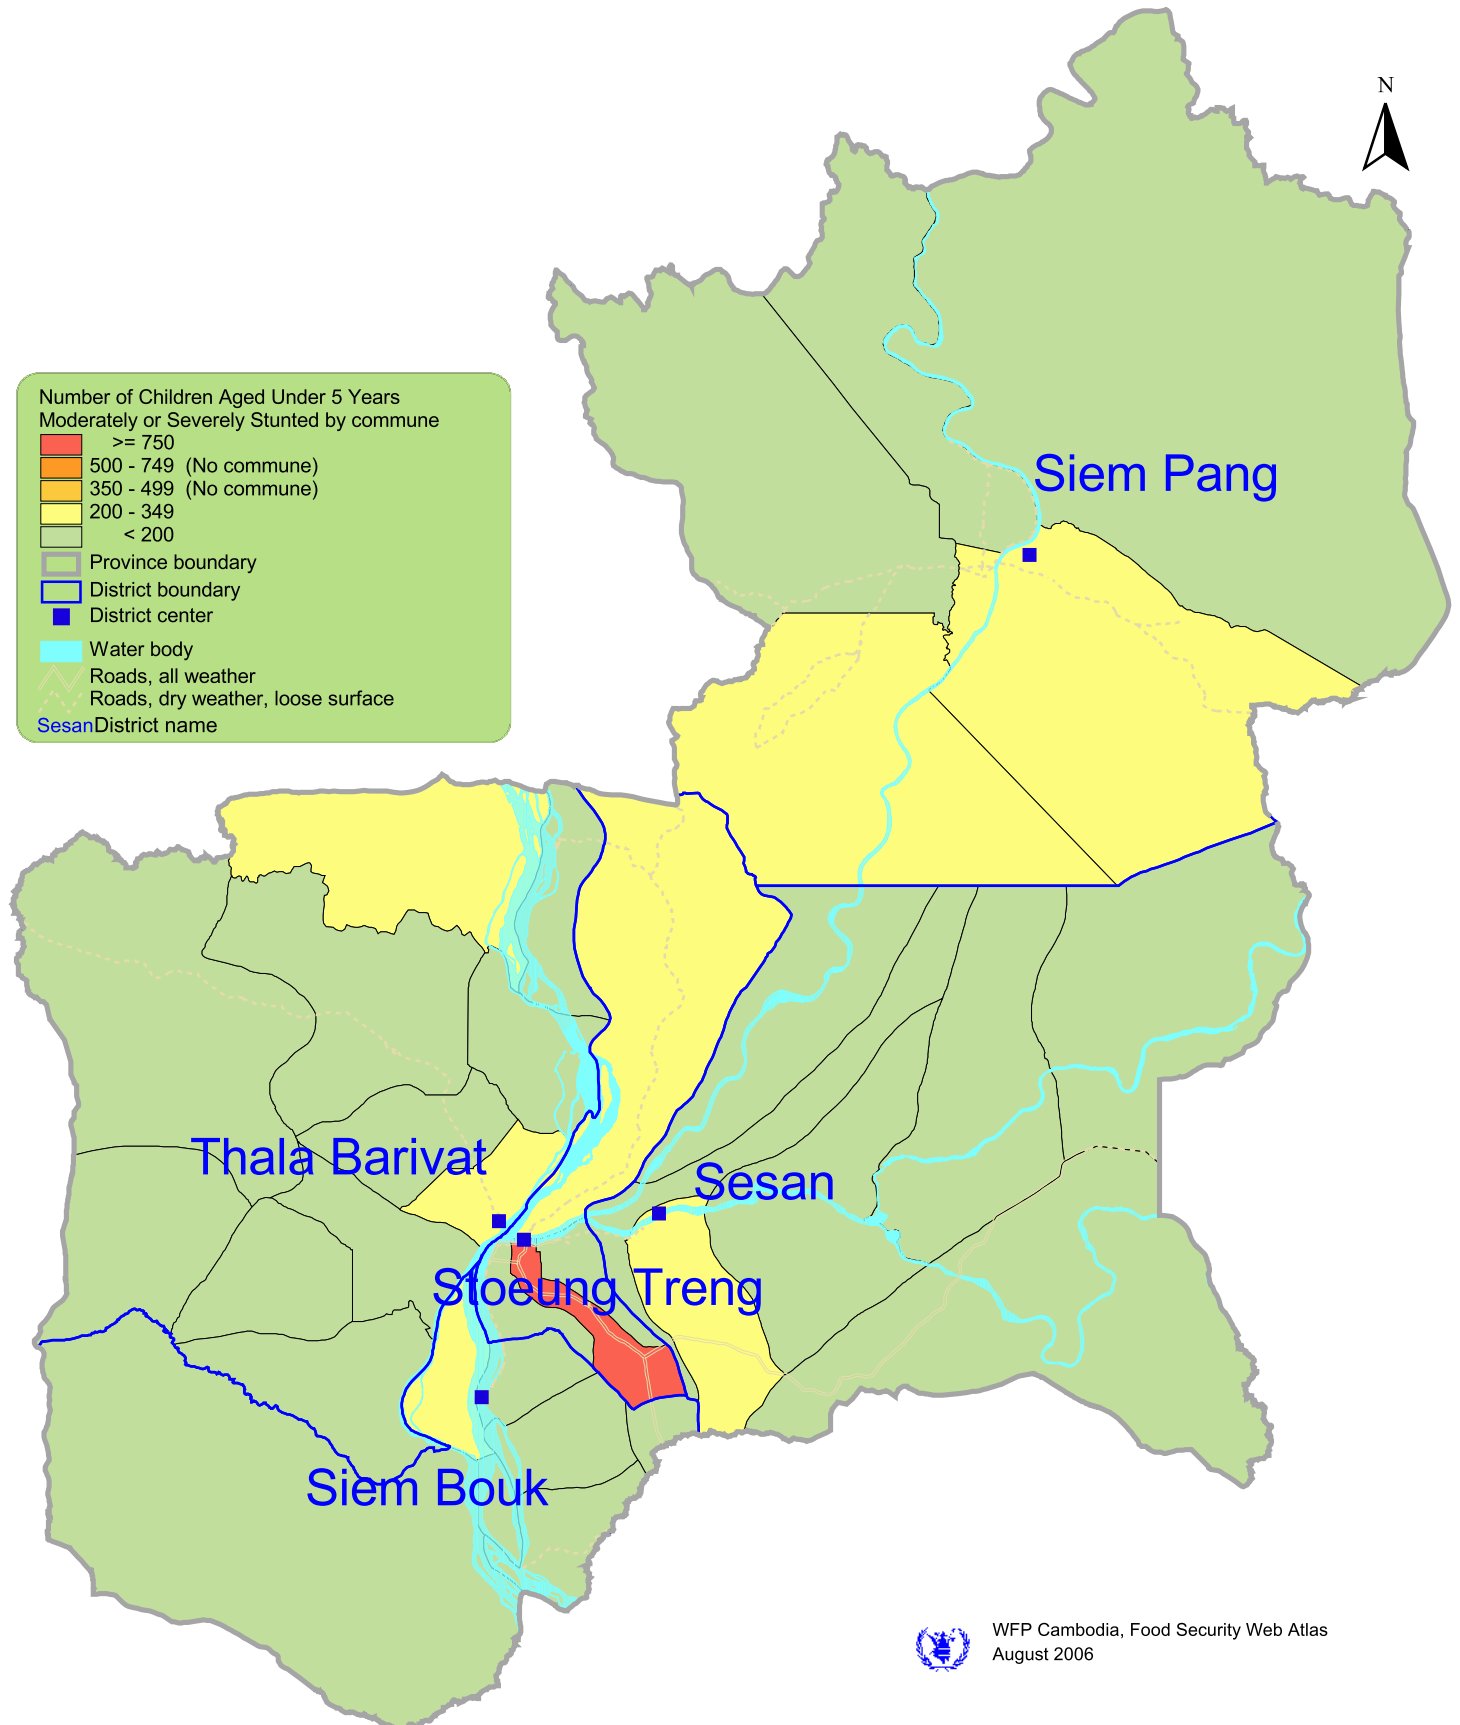 N
Siem Pang
Number of Children Aged Under 5 Years
Moderately or Severely Stunted by commune
>= 750
500 - 749 (No commune)
350 - 499 (No commune)
200 - 349
< 200
Province boundary
District boundary
District center
Water body
Roads, all weather
Roads, dry weather, loose surface
Sesan District name
Thala Barivat
Sesan
Stoeung Treng
Siem Bouk
WFP Cambodia, Food Security Web Atlas
August 2006